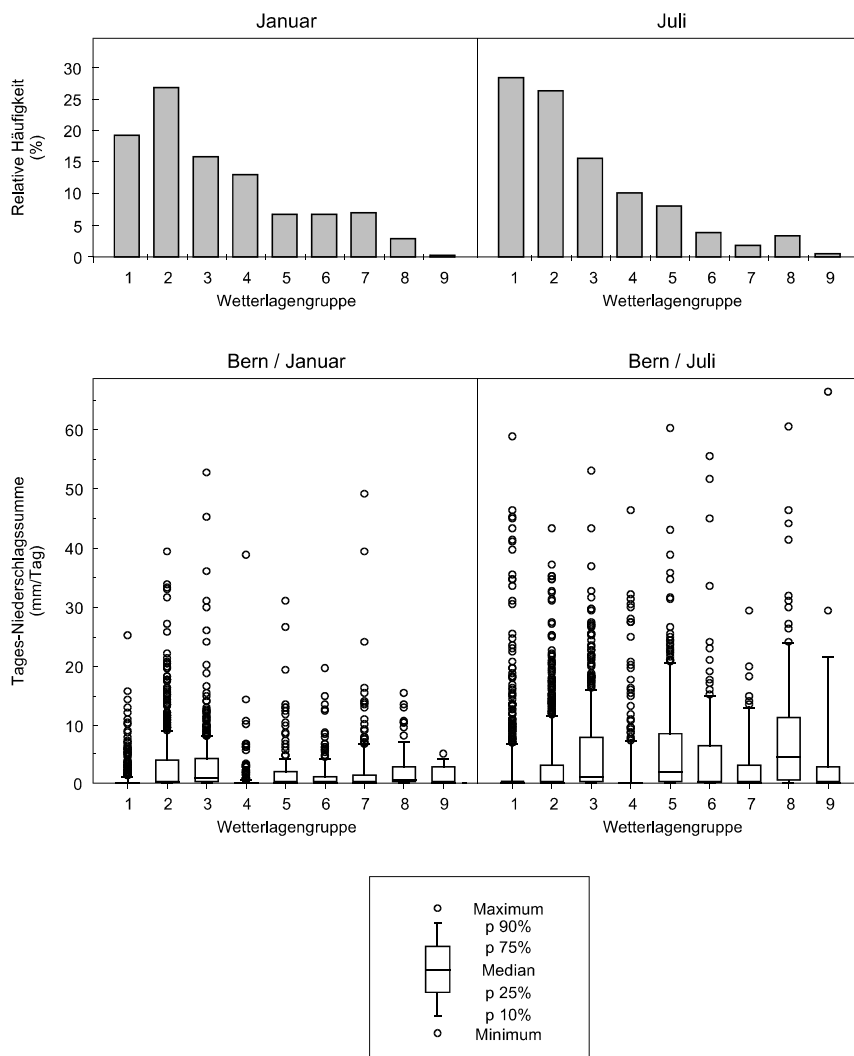 Januar
Juli
Relative Häufigkeit
(%)
30
25
20
15
10
5
0
1 2 3 4 5 6 7 8 9
1 2 3 4 5 6 7 8 9
Wetterlagengruppe
Wetterlagengruppe
Bern / Januar
Bern / Juli
Tages-Niederschlagssumme
(mm/Tag)
60
50
40
30
20
10
0
1 2 3 4 5 6 7 8 9
1 2 3 4 5 6 7 8 9
Wetterlagengruppe
Wetterlagengruppe
Maximum
p 90%
p 75%
Median
p 25%
p 10%
Minimum